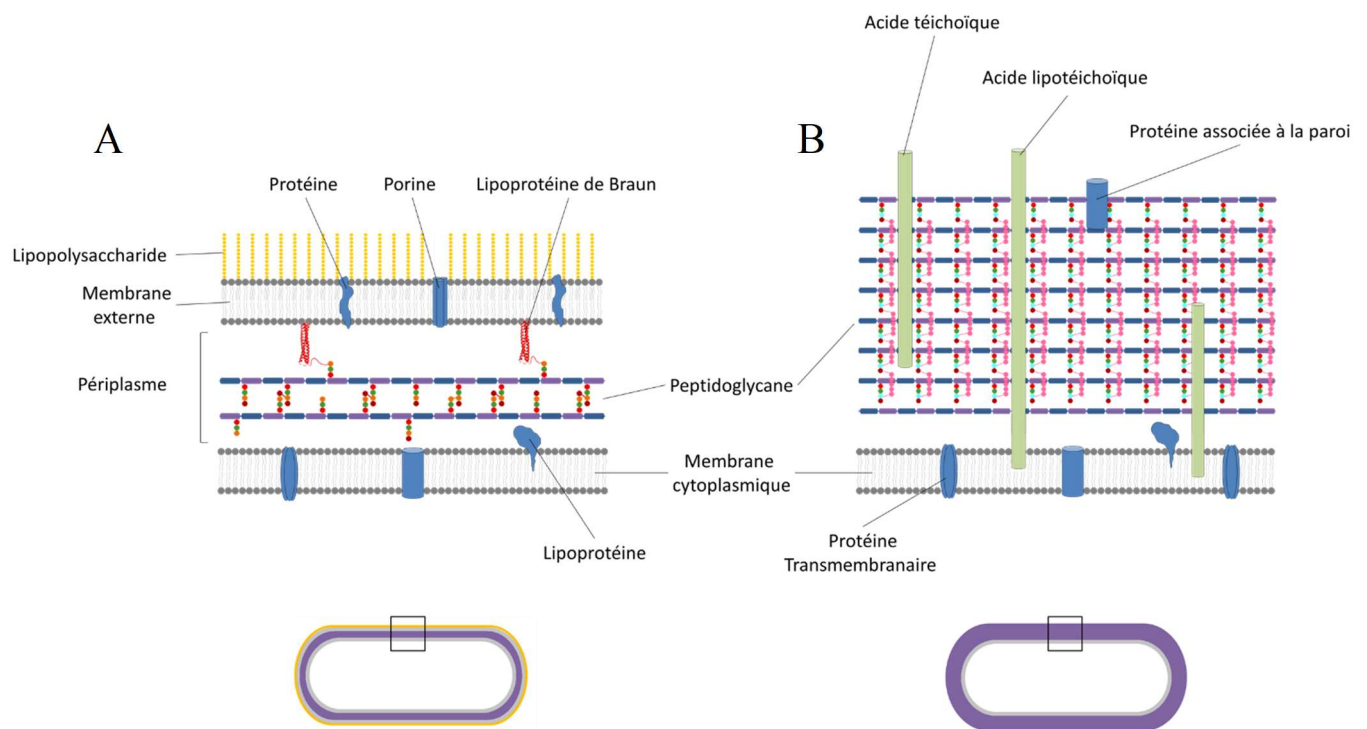 A
Protéine
Porine
Lipoprotéine de Braun
Lipopolysaccharide
Membrane
externe
Périplasme
Lipoprotéine
Peptidoglycane
Membrane
cytoplasmique
B
Acide téichoïque
Acide lipotéichoïque
Protéine associée à la paroi
Protéine
Transmembranaire